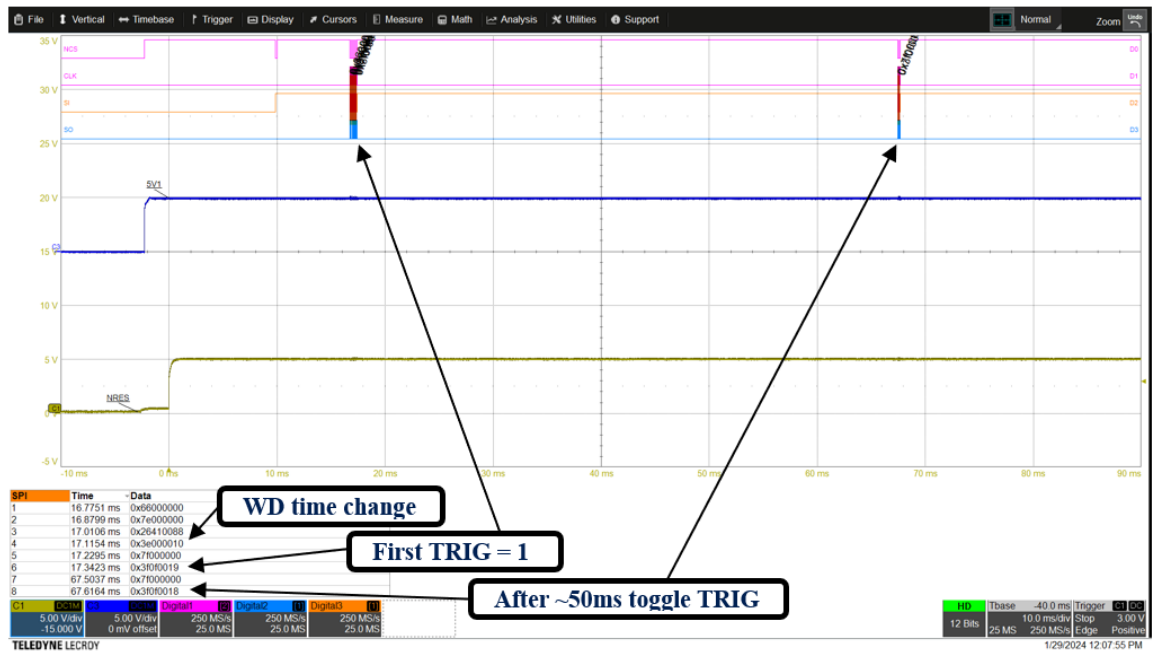 File Vertical Timebase Trigger Display Cursors Measure Math Analysis Utilities Support Normal Zoom Undo
35 V
NCS D0
CLK D1
30 V
SI D2
SO D3
25 V
5V1
20 V
C3
15 V
10 V
5 V
NRES
C1
0 V
-5 V
-10 ms 0 ms 10 ms 20 ms 30 ms 40 ms 50 ms 60 ms 70 ms 80 ms 90 ms
SPI Time Data
1 16.7751 ms 0x66000000
2 16.8799 ms 0x7e000000
3 17.0106 ms 0x26410088
4 17.1154 ms 0x3e000010
5 17.2295 ms 0x7f000000
6 17.3423 ms 0x3f0f0019
7 67.5037 ms 0x7f000000
8 67.6164 ms 0x3f0f0018
WD time change
First TRIG = 1
After ~50ms toggle TRIG
C1 DC1M C3 Digital1 Digital2 Digital3 HD Tbase -40.0 ms Trigger C1 DC
5.00 V/div 5.00 V/div 250 MS/s 250 MS/s 250 MS/s 12 Bits 10.0 ms/div Stop 3.00 V
-15.000 V 0 mV offset 25.0 MS 25.0 MS 25.0 MS 25 MS 250 MS/s Edge Positive
TELEDYNE LECROY 1/29/2024 12:07:55 PM